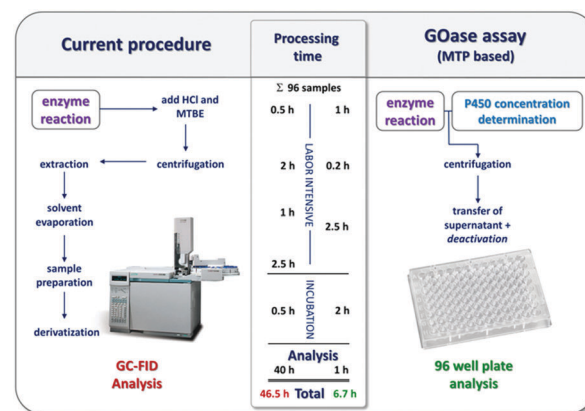 Current procedure
enzyme
reaction
add HCl and
MTBE
extraction
centrifugation
solvent
evaporation
sample
preparation
derivatization
GC-FID
Analysis
Processing
time
Σ 96 samples
0.5 h 1 h
2 h 0.2 h
1 h
2.5 h
2.5 h
LABOR INTENSIVE
0.5 h 2 h
INCUBATION
Analysis
40 h 1 h
46.5 h Total 6.7 h
GOase assay
(MTP based)
enzyme
reaction
P450 concentration
determination
centrifugation
transfer of
supernatant +
deactivation
96 well plate
analysis